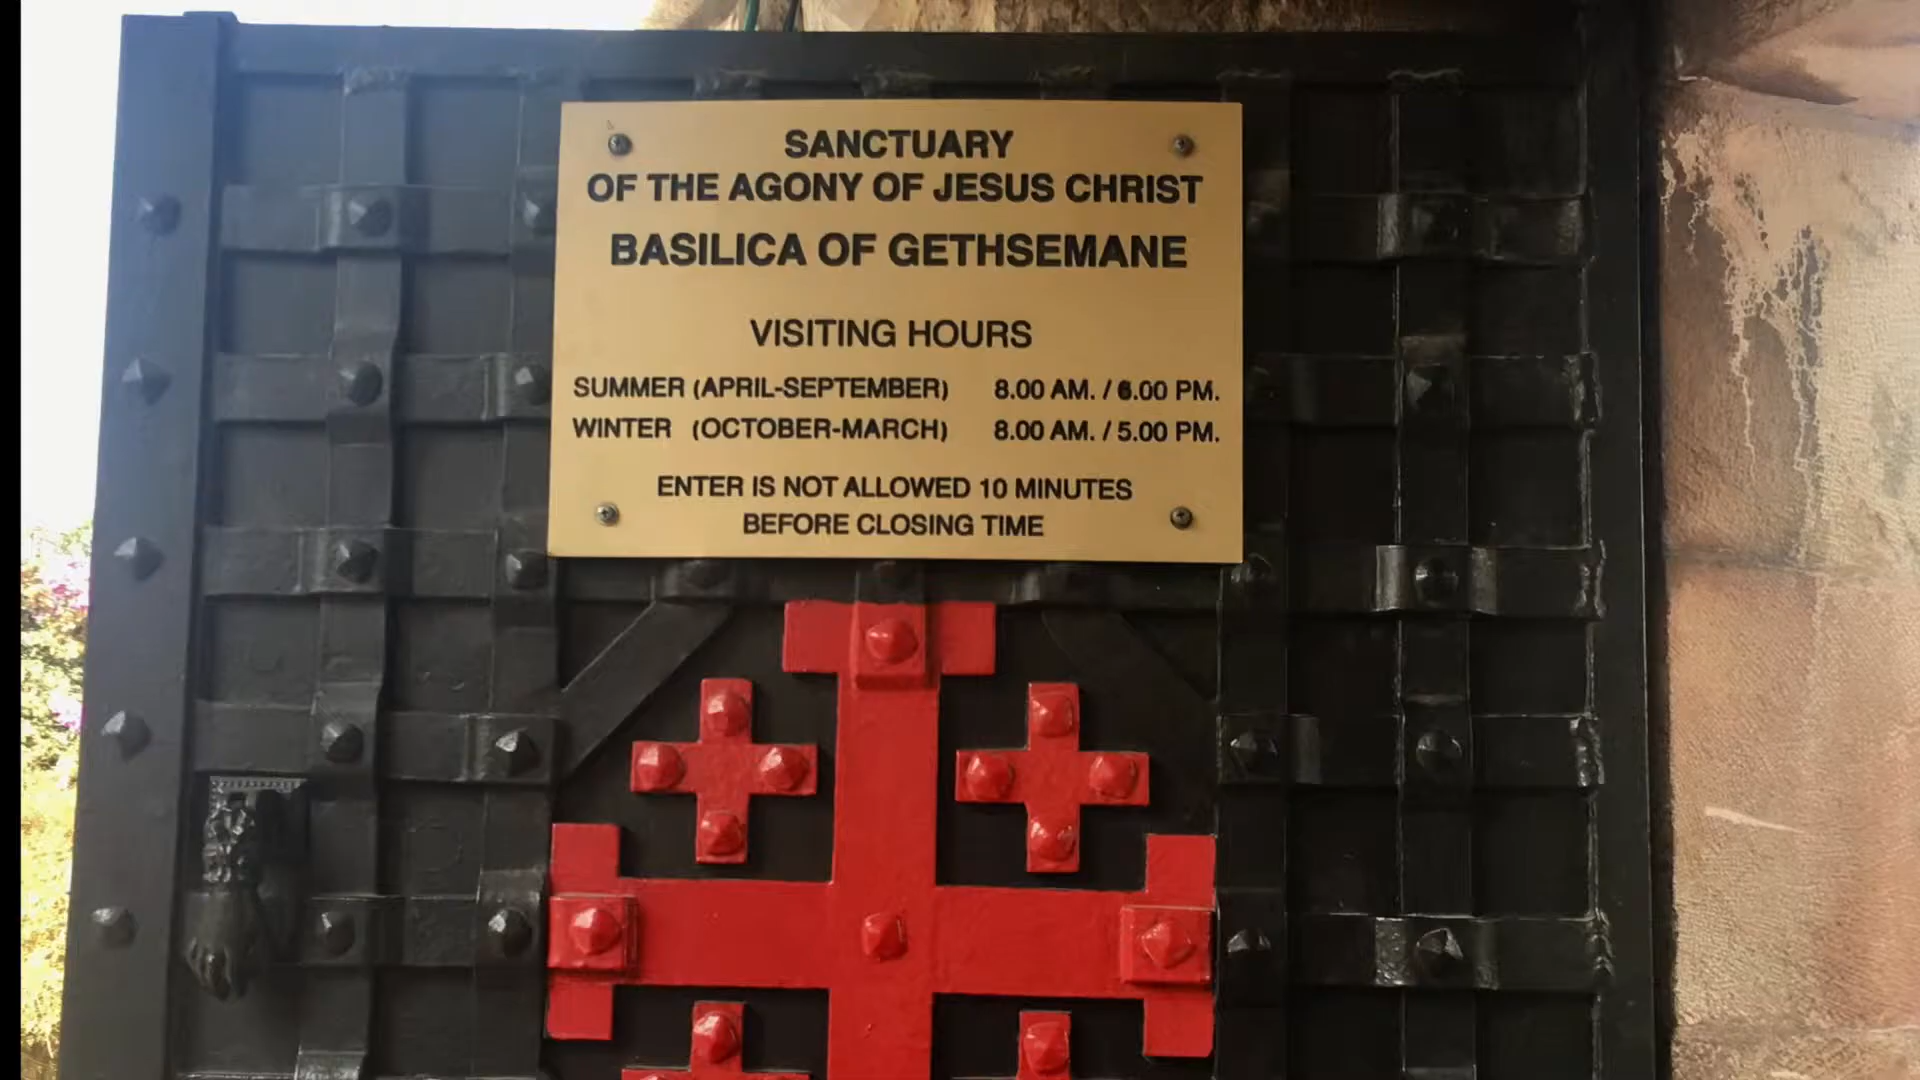 SANCTUARY
OF THE AGONY OF JESUS CHRIST
BASILICA OF GETHSEMANE
VISITING HOURS
SUMMER (APRIL-SEPTEMBER) 8.00 AM. / 6.00 PM.
WINTER (OCTOBER-MARCH) 8.00 AM. / 5.00 PM.
ENTER IS NOT ALLOWED 10 MINUTES
BEFORE CLOSING TIME